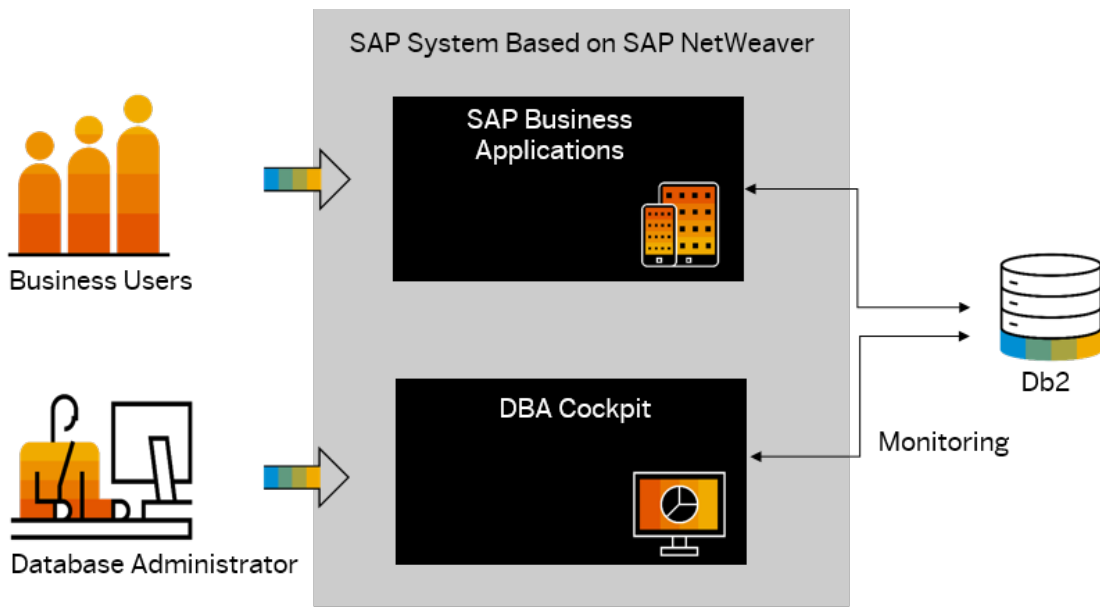 SAP System Based on SAP NetWeaver
SAP Business
Applications
Business Users
Db2
DBA Cockpit
Monitoring
Database Administrator